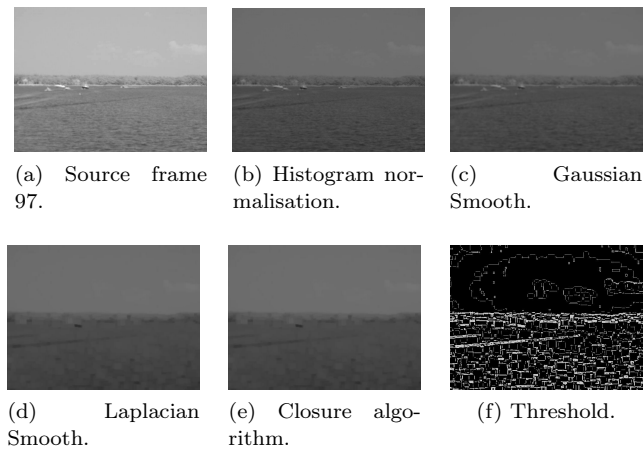 (a) Source frame
97.
(b) Histogram nor-
malisation.
(c) Gaussian
Smooth.
(d) Laplacian
Smooth.
(e) Closure algo-
rithm.
(f) Threshold.